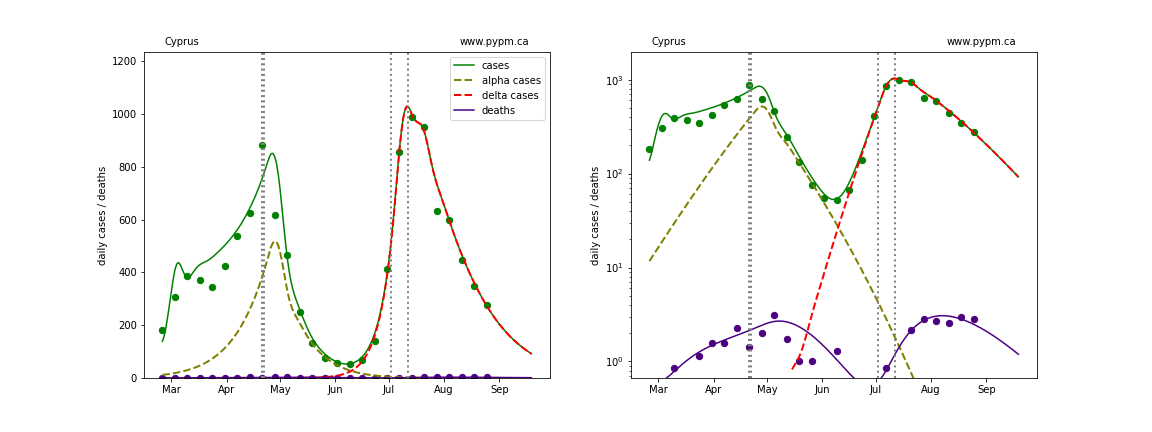 Cyprus www.pypm.ca
1200
1000
800
600
400
200
0
daily cases / deaths
cases
alpha cases
delta cases
deaths
Mar Apr May Jun Jul Aug Sep
Cyprus www.pypm.ca
10³
10²
10¹
10⁰
daily cases / deaths
Mar Apr May Jun Jul Aug Sep